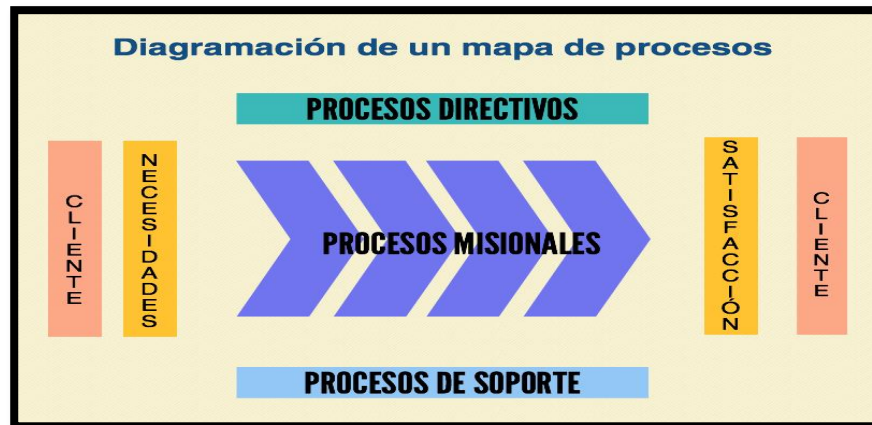 Diagramación de un mapa de procesos
PROCESOS DIRECTIVOS
CLIENTE
NECESIDADES
PROCESOS MISIONALES
SATISFACCIÓN
CLIENTE
PROCESOS DE SOPORTE